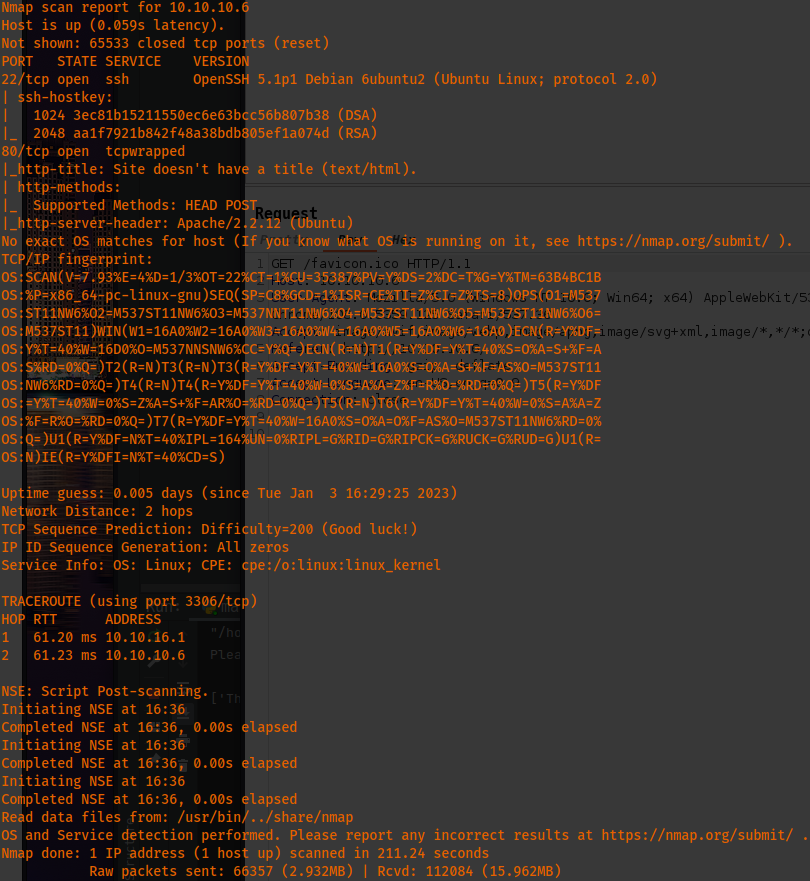 Nmap scan report for 10.10.10.6
Host is up (0.059s latency).
Not shown: 65533 closed tcp ports (reset)
PORT   STATE SERVICE    VERSION
22/tcp open  ssh        OpenSSH 5.1p1 Debian 6ubuntu2 (Ubuntu Linux; protocol 2.0)
| ssh-hostkey:
|   1024 3ec81b15211550ec6e63bcc56b807b38 (DSA)
|_  2048 aa1f7921b842f48a38bdb805ef1a074d (RSA)
80/tcp open  tcpwrapped
|_http-title: Site doesn't have a title (text/html).
| http-methods:
|_  Supported Methods: HEAD POST
Request
|_http-server-header: Apache/2.2.12 (Ubuntu)
No exact OS matches for host (If you know what OS is running on it, see https://nmap.org/submit/ ).
TCP/IP fingerprint:
1 GET /favicon.ico HTTP/1.1
OS:SCAN(V=7.93%E=4%D=1/3%OT=22%CT=1%CU=35387%PV=Y%DS=2%DC=T%G=Y%TM=63B4BC1B
OS:%P=x86_64-pc-linux-gnu)SEQ(SP=C8%GCD=1%ISR=CE%TI=Z%CI=Z%TS=8)OPS(O1=M537
Win64; x64) AppleWebKit/53
OS:ST11NW6%O2=M537ST11NW6%O3=M537NNT11NW6%O4=M537ST11NW6%O5=M537ST11NW6%O6=
OS:M537ST11)WIN(W1=16A0%W2=16A0%W3=16A0%W4=16A0%W5=16A0%W6=16A0)ECN(R=Y%DF=
image/svg+xml,image/*,*/*;
OS:Y%T=40%W=16D0%O=M537NNSNW6%CC=Y%Q=)T1(R=Y%DF=Y%T=40%S=O%A=S+%F=A
OS:S%RD=0%Q=)T2(R=N)T3(R=N)T3(R=Y%DF=Y%T=40%W=16A0%S=O%A=S+%F=AS%O=M537ST11
OS:NW6%RD=0%Q=)T4(R=N)T4(R=Y%DF=Y%T=40%W=0%S=A%A=Z%F=R%O=%RD=0%Q=)T5(R=Y%DF
OS:=Y%T=40%W=0%S=Z%A=S+%F=AR%O=%RD=0%Q=)T5(R=N)T6(R=Y%DF=Y%T=40%W=0%S=A%A=Z
OS:%F=R%O=%RD=0%Q=)T7(R=Y%DF=Y%T=40%W=16A0%S=O%A=O%F=AS%O=M537ST11NW6%RD=0%
OS:Q=)U1(R=Y%DF=N%T=40%IPL=164%UN=0%RIPL=G%RID=G%RIPCK=G%RUCK=G%RUD=G)U1(R=
OS:N)IE(R=Y%DFI=N%T=40%CD=S)
Uptime guess: 0.005 days (since Tue Jan  3 16:29:25 2023)
Network Distance: 2 hops
TCP Sequence Prediction: Difficulty=200 (Good luck!)
IP ID Sequence Generation: All zeros
Service Info: OS: Linux; CPE: cpe:/o:linux:linux_kernel
TRACEROUTE (using port 3306/tcp)
HOP RTT      ADDRESS
1   61.20 ms 10.10.16.1
"/ho
2   61.23 ms 10.10.10.6
Plea
NSE: Script Post-scanning.
['Th
Initiating NSE at 16:36
Completed NSE at 16:36, 0.00s elapsed
Initiating NSE at 16:36
Completed NSE at 16:36, 0.00s elapsed
Initiating NSE at 16:36
Completed NSE at 16:36, 0.00s elapsed
Read data files from: /usr/bin/../share/nmap
OS and Service detection performed. Please report any incorrect results at https://nmap.org/submit/ .
Nmap done: 1 IP address (1 host up) scanned in 211.24 seconds
Raw packets sent: 66357 (2.932MB) | Rcvd: 112084 (15.962MB)